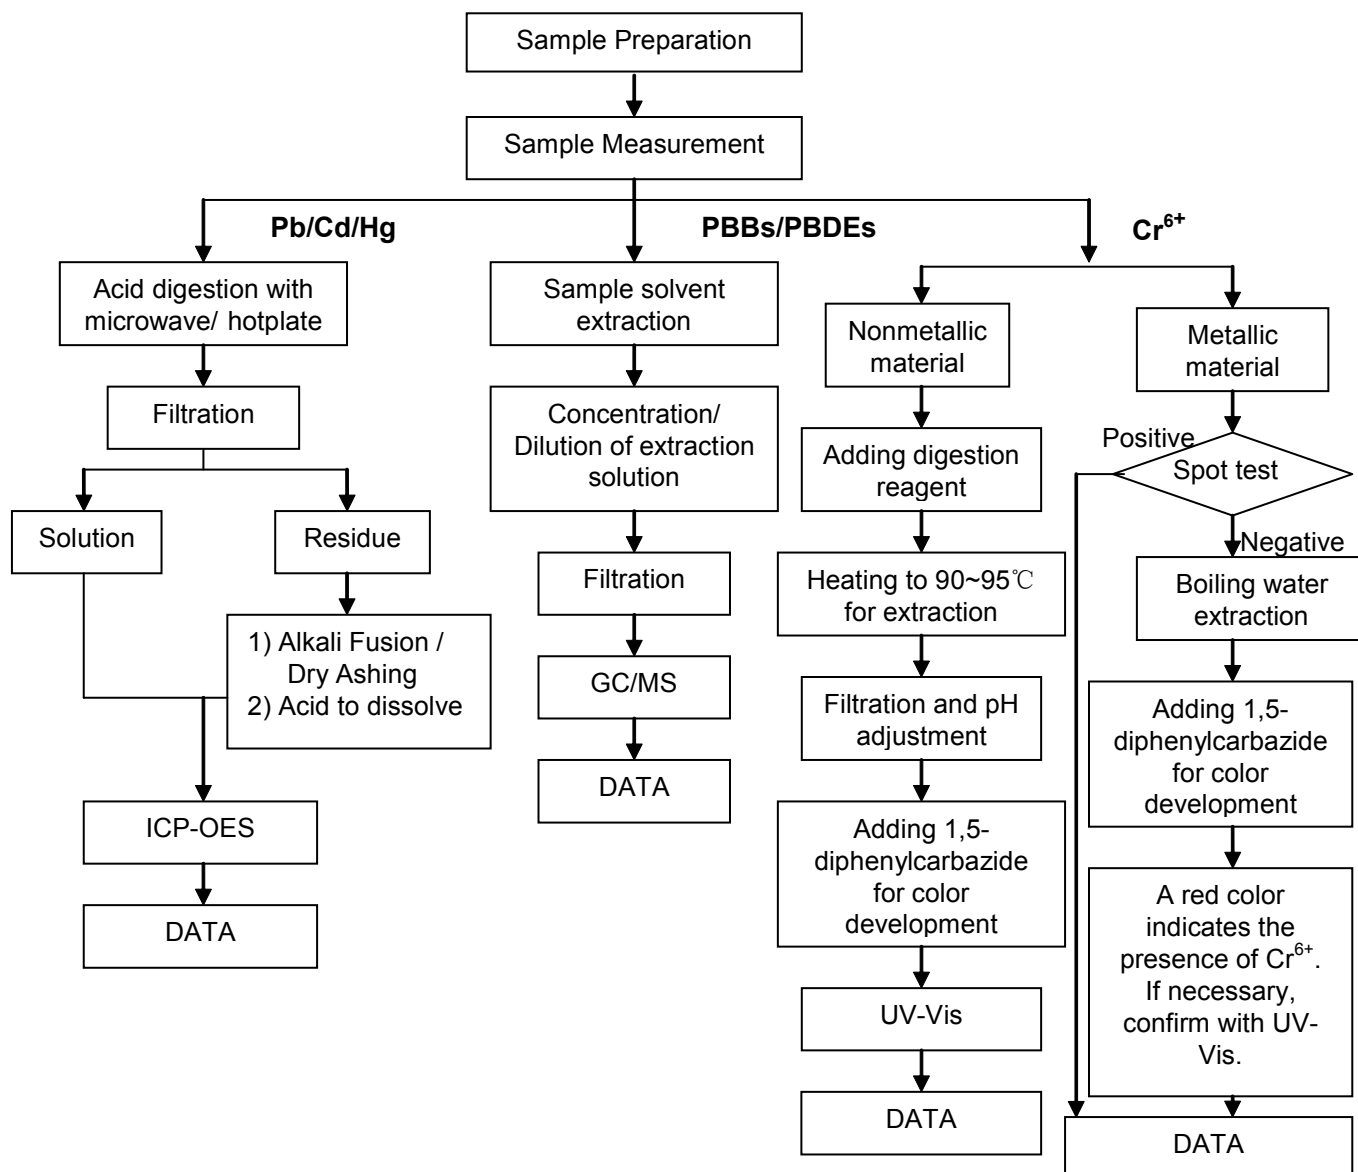 Sample Preparation
Sample Measurement
Pb/Cd/Hg
PBBs/PBDEs
Cr⁶⁺
Acid digestion with
microwave/ hotplate
Filtration
Solution
Residue
1) Alkali Fusion /
Dry Ashing
2) Acid to dissolve
ICP-OES
DATA
Sample solvent
extraction
Concentration/
Dilution of extraction
solution
Filtration
GC/MS
DATA
Nonmetallic
material
Adding digestion
reagent
Heating to 90~95℃
for extraction
Filtration and pH
adjustment
Adding 1,5-
diphenylcarbazide
for color
development
UV-Vis
DATA
Metallic
material
Positive
Spot test
Negative
Boiling water
extraction
Adding 1,5-
diphenylcarbazide
for color
development
A red color
indicates the
presence of Cr⁶⁺.
If necessary,
confirm with UV-
Vis.
DATA